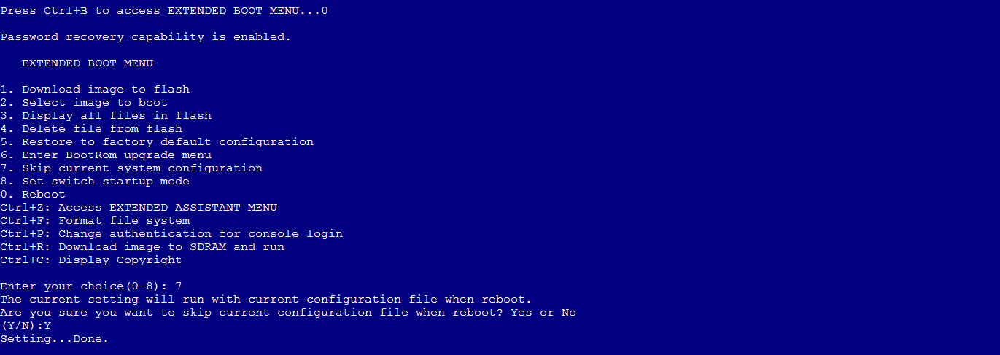 Press Ctrl+B to access EXTENDED BOOT MENU...0
Password recovery capability is enabled.
EXTENDED BOOT MENU
1. Download image to flash
2. Select image to boot
3. Display all files in flash
4. Delete file from flash
5. Restore to factory default configuration
6. Enter BootRom upgrade menu
7. Skip current system configuration
8. Set switch startup mode
0. Reboot
Ctrl+Z: Access EXTENDED ASSISTANT MENU
Ctrl+F: Format file system
Ctrl+P: Change authentication for console login
Ctrl+R: Download image to SDRAM and run
Ctrl+C: Display Copyright
Enter your choice(0-8): 7
The current setting will run with current configuration file when reboot.
Are you sure you want to skip current configuration file when reboot? Yes or No
(Y/N):Y
Setting...Done.